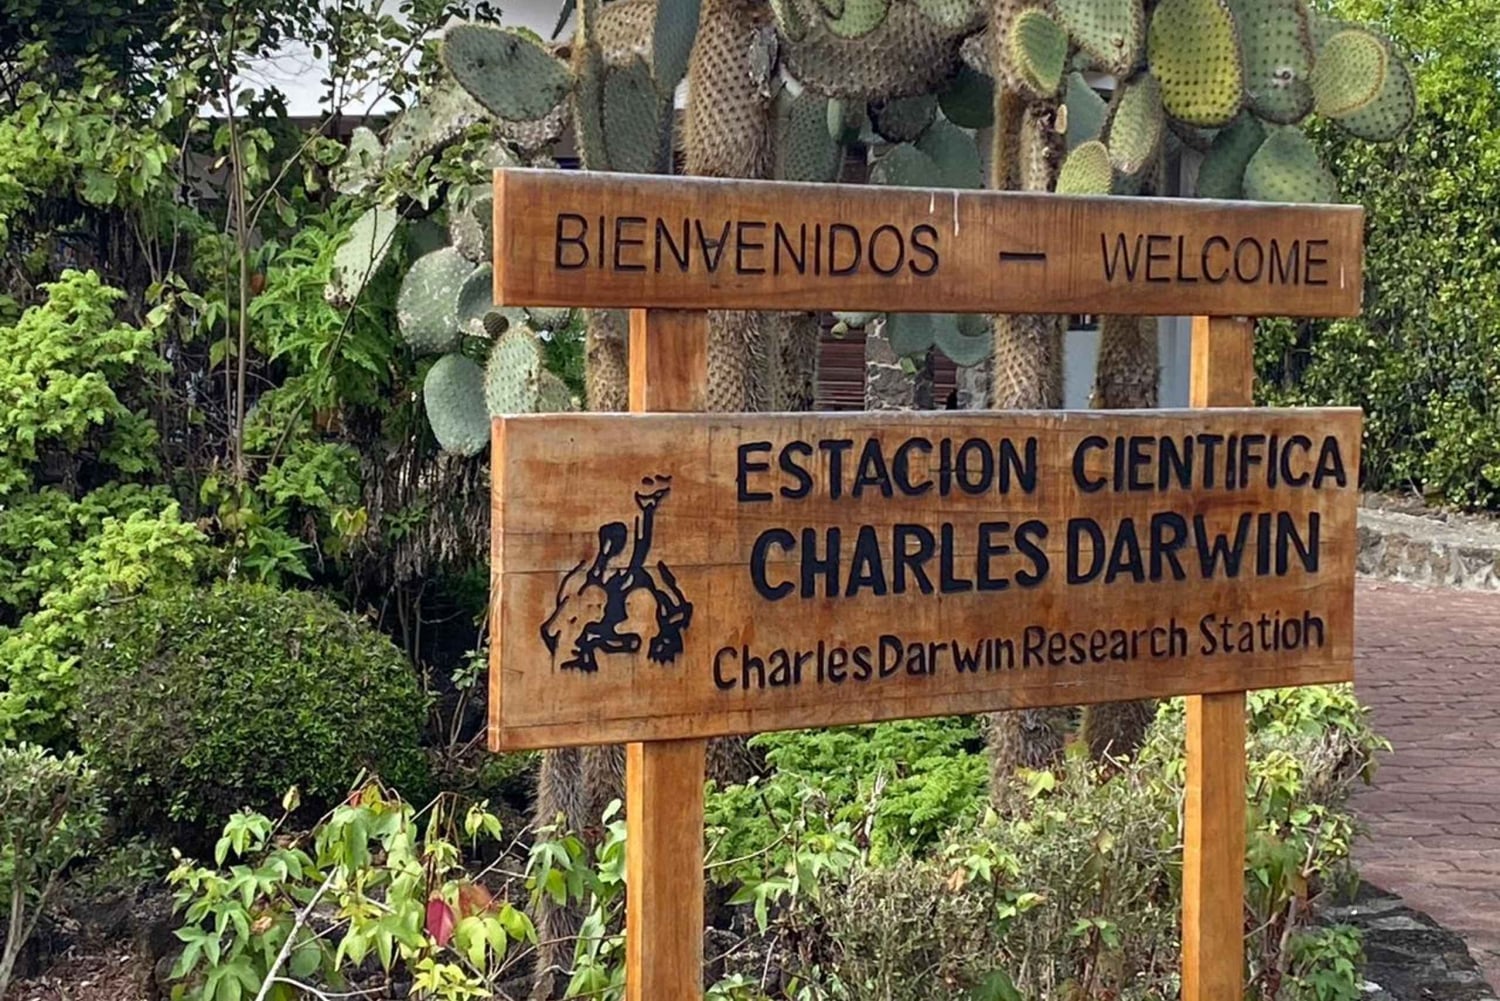 BIENVENIDOS — WELCOME
ESTACION CIENTIFICA
CHARLES DARWIN
Charles Darwin Research Station